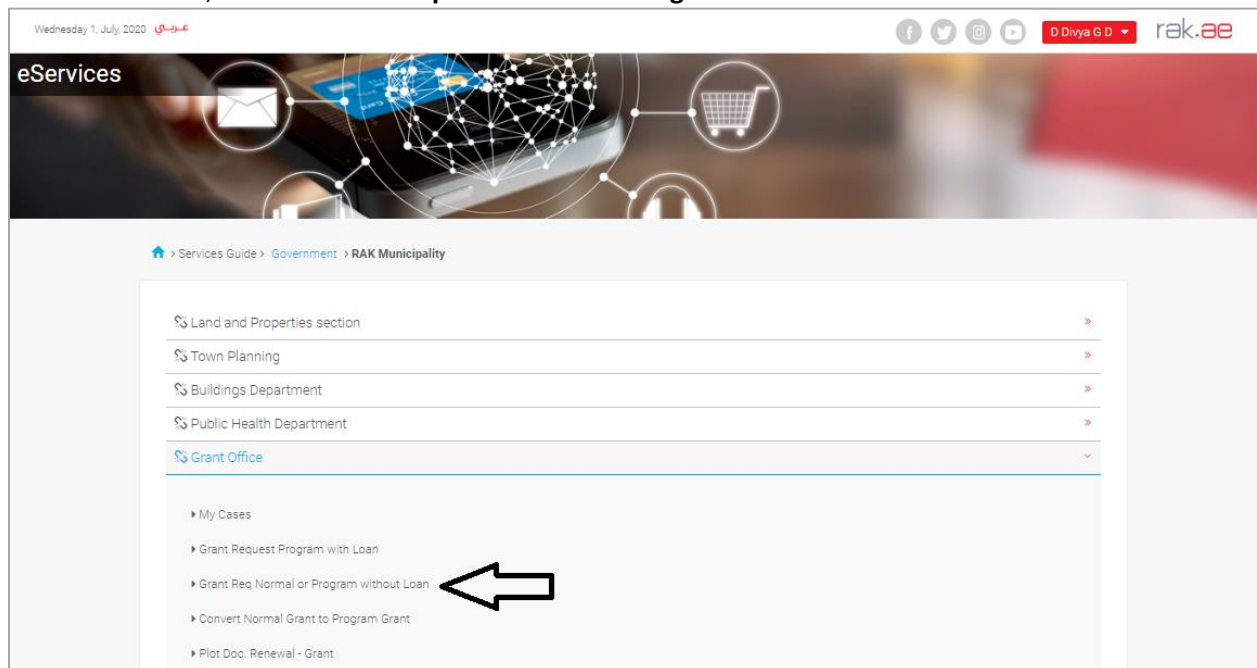 Wednesday 1, July, 2020 عربي
D Divya G D
rak.ae
eServices
> Services Guide > Government > RAK Municipality
Land and Properties section
Town Planning
Buildings Department
Public Health Department
Grant Office
My Cases
Grant Request Program with Loan
Grant Req Normal or Program without Loan
Convert Normal Grant to Program Grant
Plot Doc. Renewal - Grant